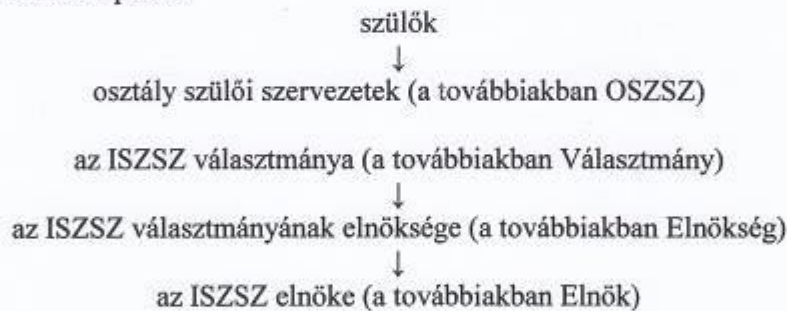 szülők
↓
osztály szülői szervezetek (a továbbiakban OSZSZ)
az ISZSZ választmánya (a továbbiakban Választmány)
↓
az ISZSZ választmányának elnöksége (a továbbiakban Elnökség)
↓
az ISZSZ elnöke (a továbbiakban Elnök)